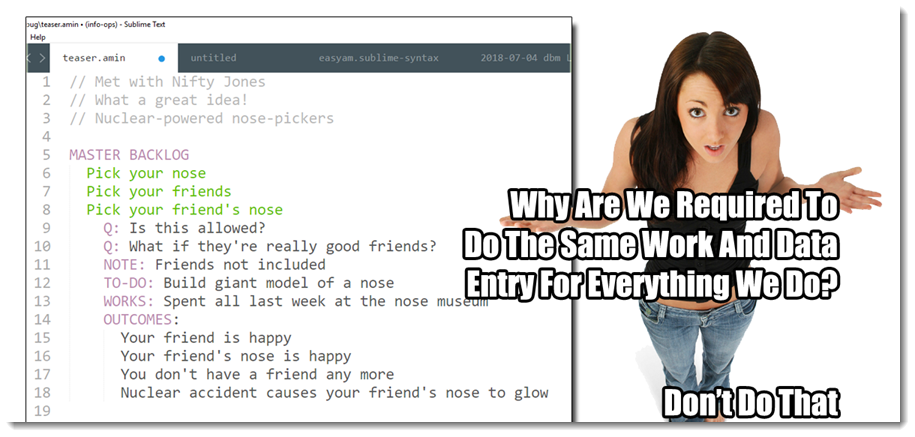 bug\teaser.amin • (info-ops) - Sublime Text
Help
teaser.amin untitled easyam.sublime-syntax 2018-07-04 dbm
1 // Met with Nifty Jones
2 // What a great idea!
3 // Nuclear-powered nose-pickers
4
5 MASTER BACKLOG
6 Pick your nose
7 Pick your friends
8 Pick your friend's nose
9 Q: Is this allowed?
10 Q: What if they're really good friends?
11 NOTE: Friends not included
12 TO-DO: Build giant model of a nose
13 WORKS: Spent all last week at the nose museum
14 OUTCOMES:
15 Your friend is happy
16 Your friend's nose is happy
17 You don't have a friend any more
18 Nuclear accident causes your friend's nose to glow
19
Why Are We Required To
Do The Same Work And Data
Entry For Everything We Do?
Don't Do That